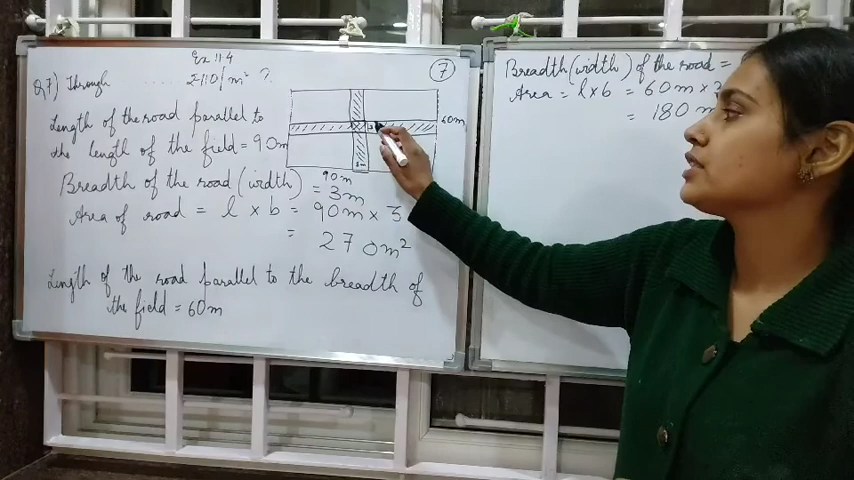 Ex 11.4
7
Q7) Through ..... ₹110/m² ?
Length of the road parallel to
the length of the field = 90m
60m
90m
Breadth of the road (width) = 3m
Area of road = l x b = 90m x 3
= 270m²
Length of the road parallel to the breadth of
the field = 60m
Breadth (width) of the road =
Area = l x b = 60m x 3
= 180 m